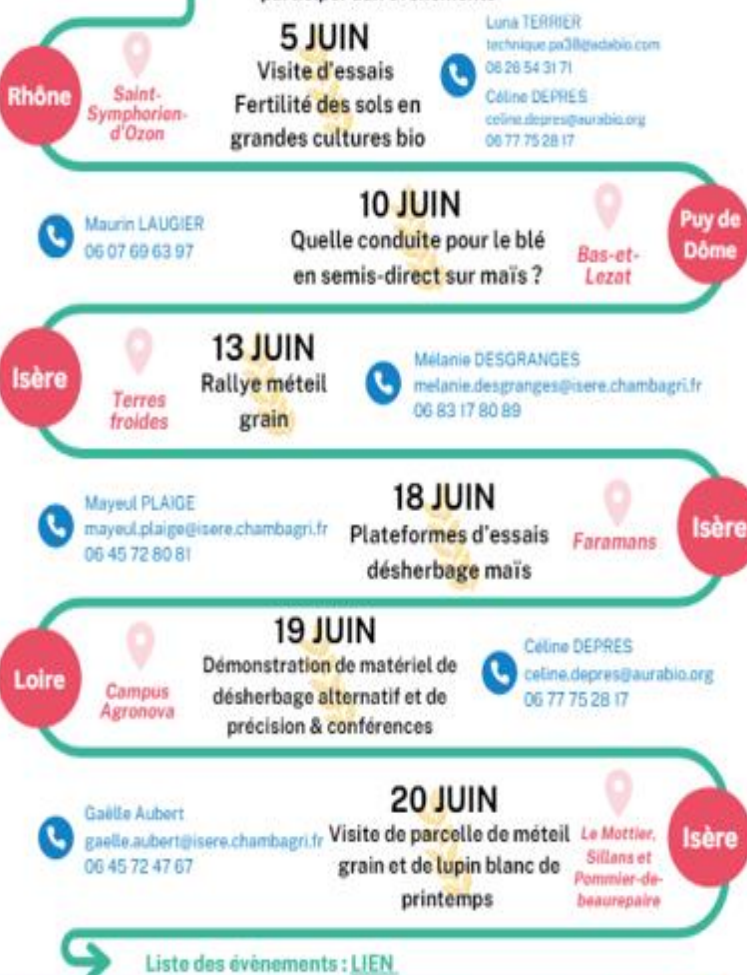 5 JUIN
Visite d'essais
Fertilité des sols en
grandes cultures bio
Rhône
Saint-
Symphorien-
d'Ozon
Luna TERRIER
technique.pa38@adabio.com
06 26 54 31 71
Céline DEPRES
celine.depres@aurabio.org
06 77 75 28 17
Maurin LAUGIER
06 07 69 63 97
10 JUIN
Quelle conduite pour le blé
en semis-direct sur maïs ?
Bas-et-
Lezat
Puy de
Dôme
Isère
Terres
froides
13 JUIN
Rallye méteil
grain
Mélanie DESGRANGES
melanie.desgranges@isere.chambagri.fr
06 83 17 80 89
Mayeul PLAIGE
mayeul.plaige@isere.chambagri.fr
06 45 72 80 81
18 JUIN
Plateformes d'essais
désherbage maïs
Faramans
Isère
Loire
Campus
Agronova
19 JUIN
Démonstration de matériel de
désherbage alternatif et de
précision & conférences
Céline DEPRES
celine.depres@aurabio.org
06 77 75 28 17
Gaëlle Aubert
gaelle.aubert@isere.chambagri.fr
06 45 72 47 67
20 JUIN
Visite de parcelle de méteil
grain et de lupin blanc de
printemps
Le Mottier,
Sillans et
Pommier-de-
beaurepaire
Isère
Liste des évènements : LIEN